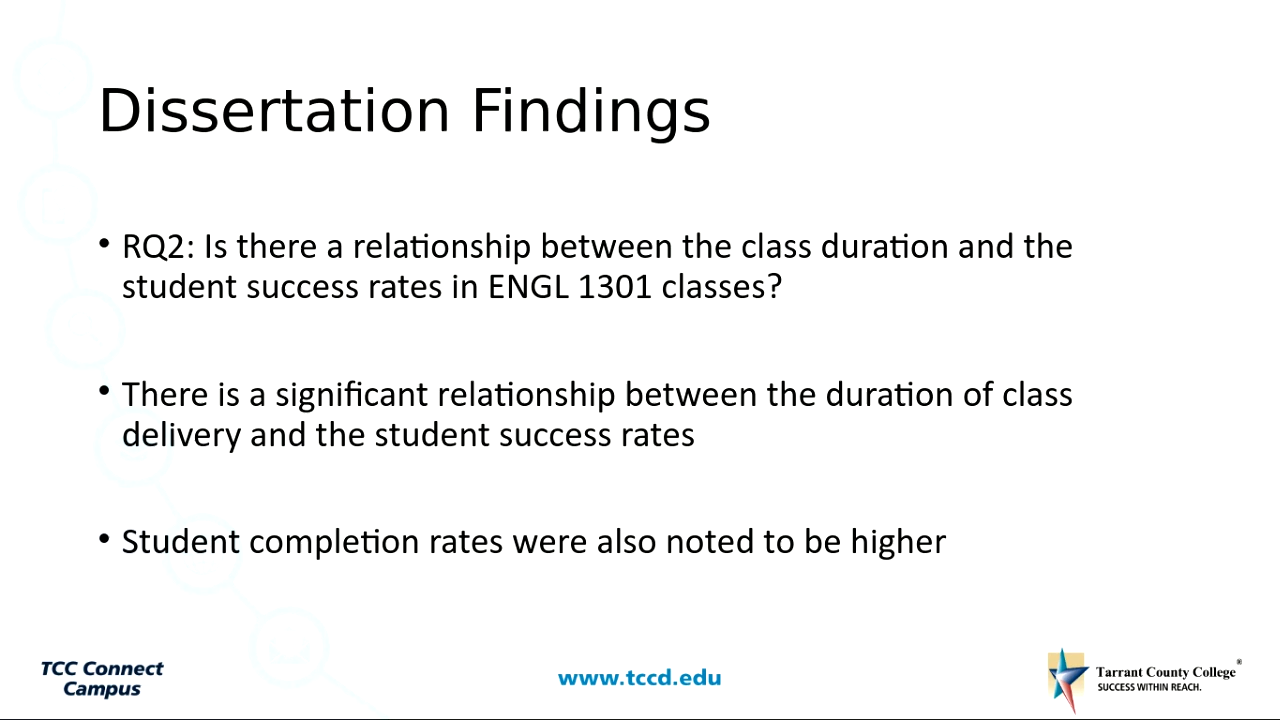 Dissertation Findings
• RQ2: Is there a relationship between the class duration and the
student success rates in ENGL 1301 classes?
• There is a significant relationship between the duration of class
delivery and the student success rates
• Student completion rates were also noted to be higher
TCC Connect
Campus
www.tccd.edu
Tarrant County College®
SUCCESS WITHIN REACH.